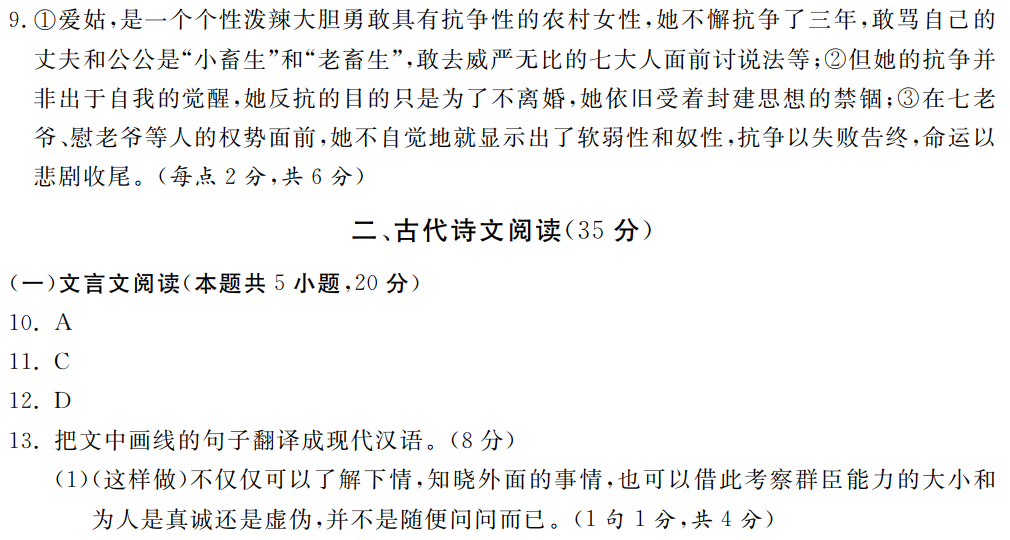 9. ①爱姑,是一个个性泼辣大胆勇敢具有抗争性的农村女性,她不懈抗争了三年,敢骂自己的
丈夫和公公是“小畜生”和“老畜生”,敢去威严无比的七大人面前讨说法等;②但她的抗争并
非出于自我的觉醒,她反抗的目的只是为了不离婚,她依旧受着封建思想的禁锢;③在七老
爷、慰老爷等人的权势面前,她不自觉地就显示出了软弱性和奴性,抗争以失败告终,命运以
悲剧收尾。(每点 2 分,共 6 分)
二、古代诗文阅读(35 分)
(一)文言文阅读(本题共 5 小题,20 分)
10. A
11. C
12. D
13. 把文中画线的句子翻译成现代汉语。(8 分)
(1)(这样做)不仅仅可以了解下情,知晓外面的事情,也可以借此考察群臣能力的大小和
为人是真诚还是虚伪,并不是随便问问而已。(1 句 1 分,共 4 分)